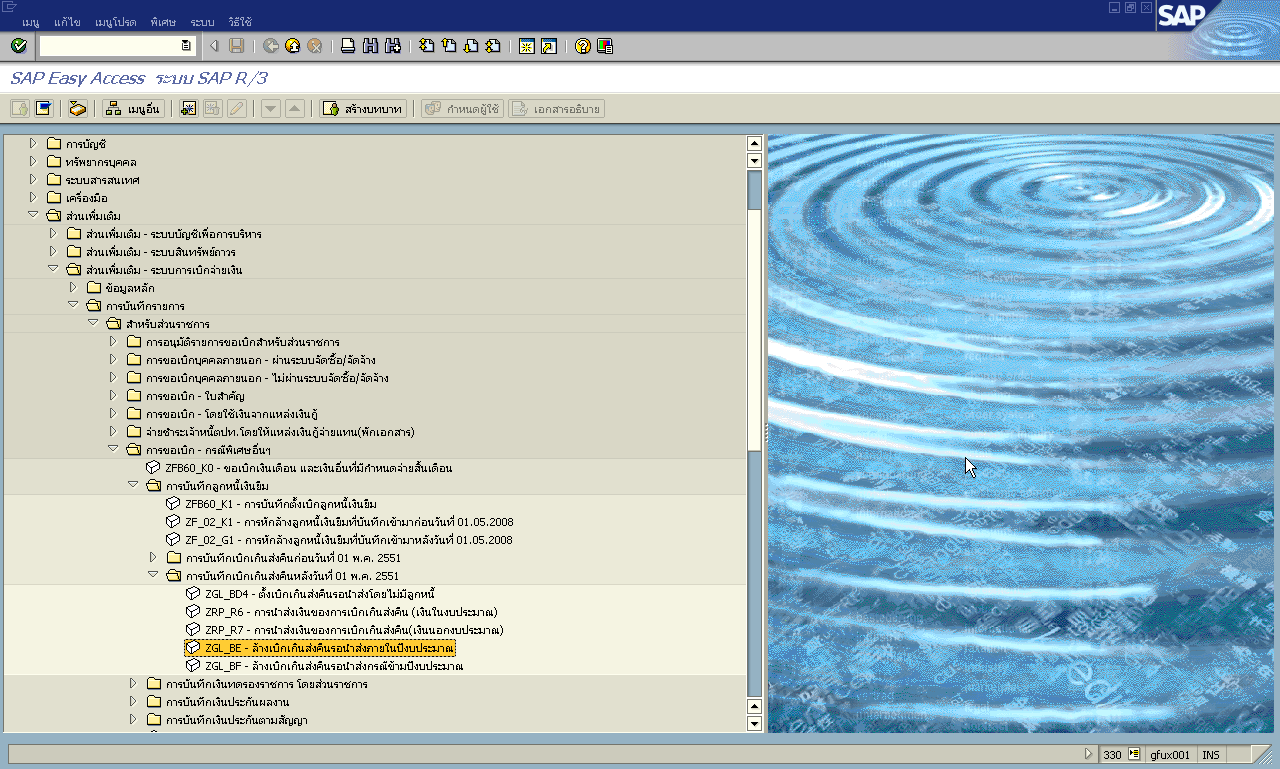 เมนู แก้ไข เมนูโปรด พิเศษ ระบบ วิธีใช้
SAP
SAP Easy Access ระบบ SAP R/3
เมนูอื่น สร้างบทบาท กำหนดผู้ใช้ เอกสารอธิบาย
การบัญชี
ทรัพยากรบุคคล
ระบบสารสนเทศ
เครื่องมือ
ส่วนเพิ่มเติม
ส่วนเพิ่มเติม - ระบบบัญชีเพื่อการบริหาร
ส่วนเพิ่มเติม - ระบบสินทรัพย์ถาวร
ส่วนเพิ่มเติม - ระบบการเบิกจ่ายเงิน
ข้อมูลหลัก
การบันทึกรายการ
สำหรับส่วนราชการ
การอนุมัติรายการขอเบิกสำหรับส่วนราชการ
การขอเบิกบุคคลภายนอก - ผ่านระบบจัดซื้อ/จัดจ้าง
การขอเบิกบุคคลภายนอก - ไม่ผ่านระบบจัดซื้อ/จัดจ้าง
การขอเบิก - ใบสำคัญ
การขอเบิก - โดยใช้เงินจากแหล่งเงินกู้
จ่ายชำระเจ้าหนี้ดปท.โดยให้แหล่งเงินกู้จ่ายแทน(พักเอกสาร)
การขอเบิก - กรณีพิเศษอื่นๆ
ZFB60_K0 - ขอเบิกเงินเดือน และเงินอื่นที่มีกำหนดจ่ายสิ้นเดือน
การบันทึกลูกหนี้เงินยืม
ZFB60_K1 - การบันทึกตั้งเบิกลูกหนี้เงินยืม
ZF_02_K1 - การหักล้างลูกหนี้เงินยืมที่บันทึกเข้ามาก่อนวันที่ 01.05.2008
ZF_02_G1 - การหักล้างลูกหนี้เงินยืมที่บันทึกเข้ามาหลังวันที่ 01.05.2008
การบันทึกเบิกเกินส่งคืนก่อนวันที่ 01 พ.ค. 2551
การบันทึกเบิกเกินส่งคืนหลังวันที่ 01 พ.ค. 2551
ZGL_BD4 - ตั้งเบิกเกินส่งคืนรอนำส่งโดยไม่มีลูกหนี้
ZRP_R6 - การนำส่งเงินของการเบิกเกินส่งคืน (เงินในงบประมาณ)
ZRP_R7 - การนำส่งเงินของการเบิกเกินส่งคืน(เงินนอกงบประมาณ)
ZGL_BE - ล้างเบิกเกินส่งคืนรอนำส่งภายในปีงบประมาณ
ZGL_BF - ล้างเบิกเกินส่งคืนรอนำส่งกรณีข้ามปีงบประมาณ
การบันทึกเงินทดรองราชการ โดยส่วนราชการ
การบันทึกเงินประกันผลงาน
การบันทึกเงินประกันตามสัญญา
330 gfux001 INS